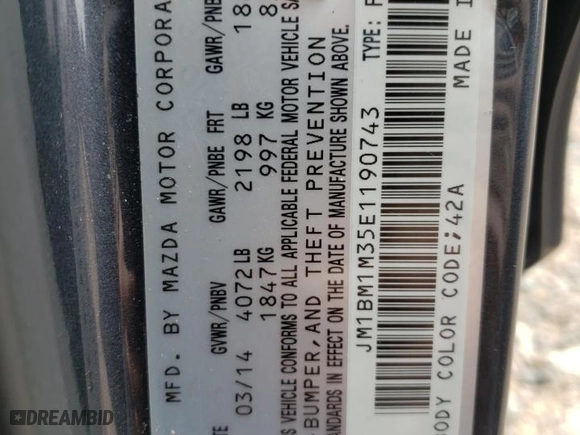 MFD. BY MAZDA MOTOR CORPORA
GVWR/PNBV GAWR/PNBE FRT GAWR/PNB
03/14 4072LB 2198 LB 18
1847KG 997 KG 8
S VEHICLE CONFORMS TO ALL APPLICABLE FEDERAL MOTOR VEHICLE SA
BUMPER, AND THEFT PREVENTION
ANDARDS IN EFFECT ON THE DATE OF MANUFACTURE SHOWN ABOVE.
JM1BM1M35E1190743 TYPE:
BODY COLOR CODE;42A MADE I
DREAMBID